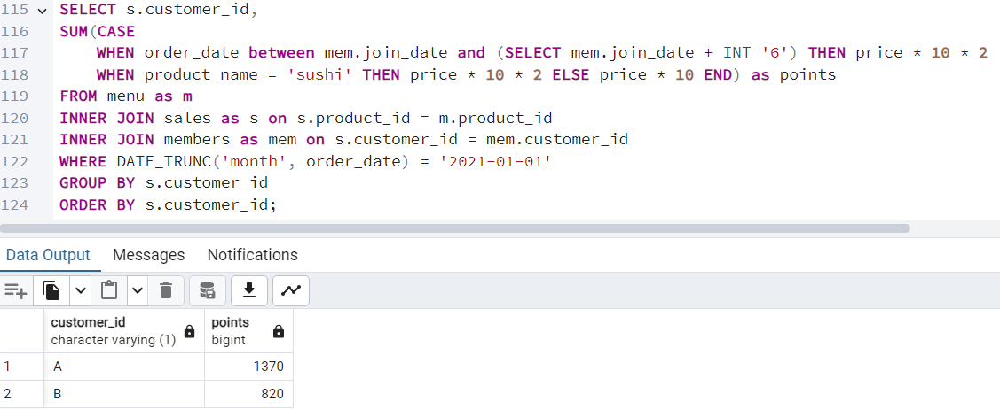 115 SELECT s.customer_id,
116 SUM(CASE
117 WHEN order_date between mem.join_date and (SELECT mem.join_date + INT '6') THEN price * 10 * 2
118 WHEN product_name = 'sushi' THEN price * 10 * 2 ELSE price * 10 END) as points
119 FROM menu as m
120 INNER JOIN sales as s on s.product_id = m.product_id
121 INNER JOIN members as mem on s.customer_id = mem.customer_id
122 WHERE DATE_TRUNC('month', order_date) = '2021-01-01'
123 GROUP BY s.customer_id
124 ORDER BY s.customer_id;
Data Output Messages Notifications
customer_id points
character varying (1) bigint
1 A 1370
2 B 820